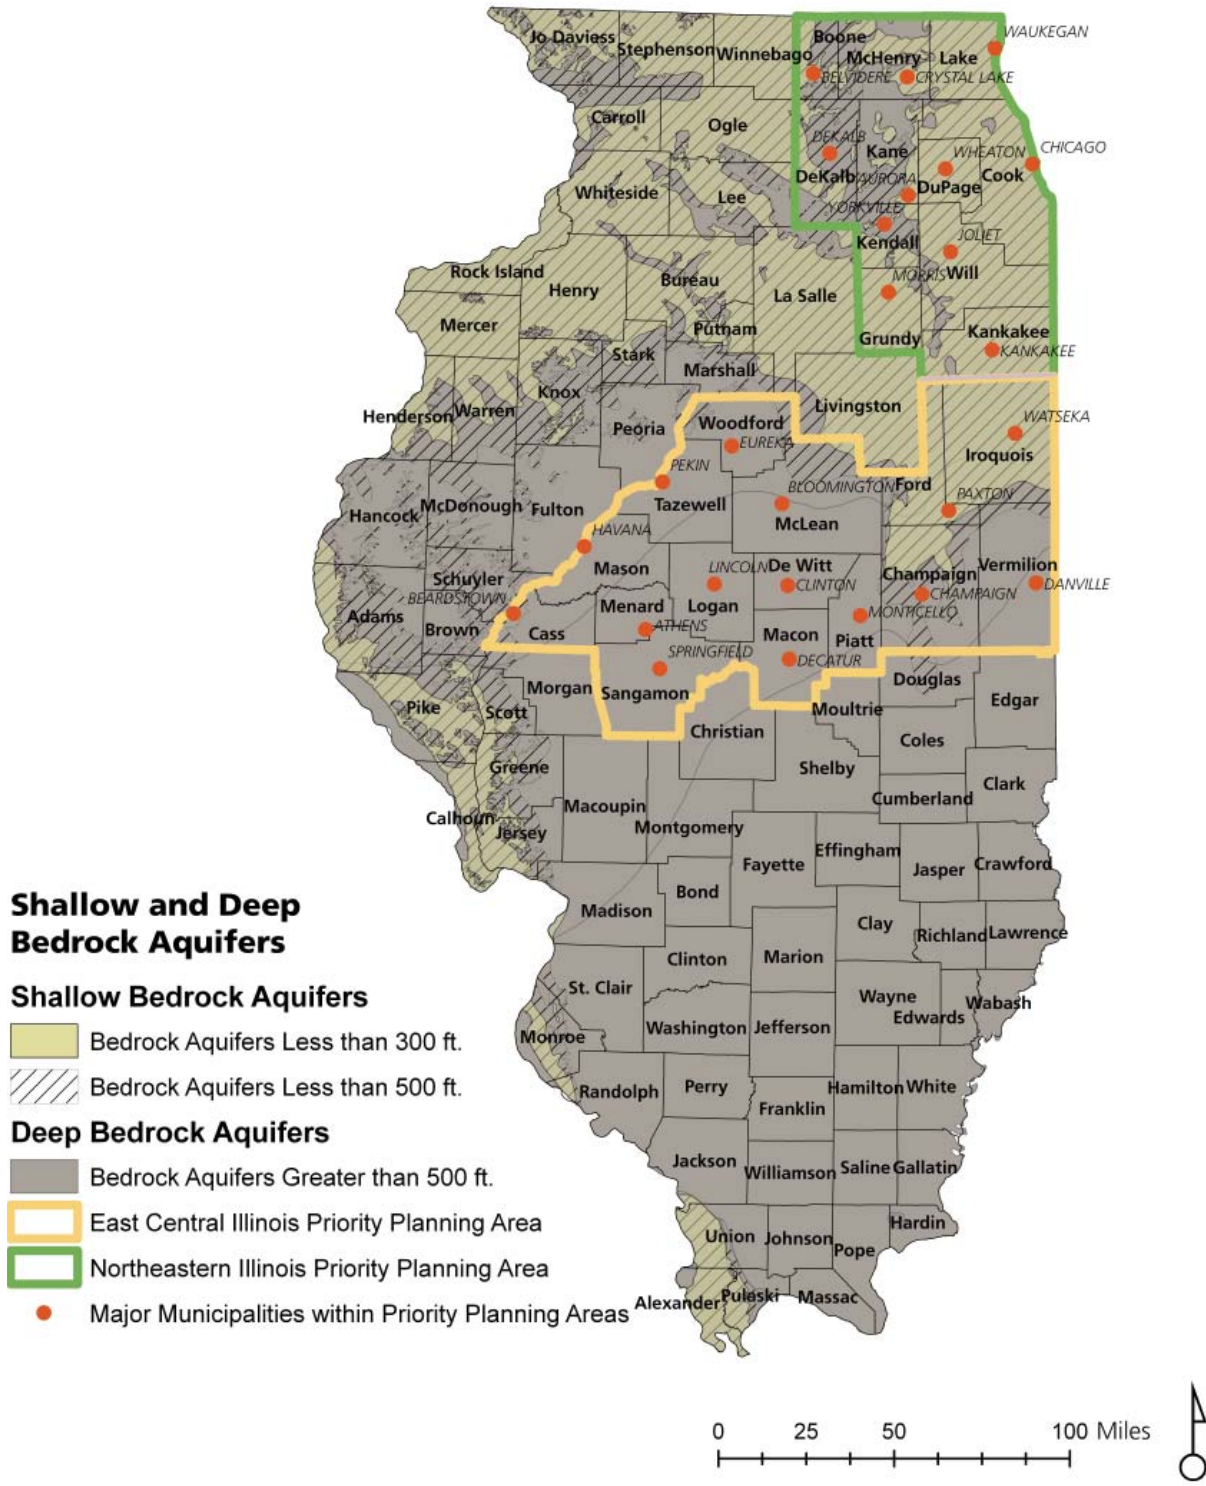 WAUKEGAN
Boone
Jo Daviess
Stephenson
Winnebago
McHenry
Lake
BELVIDERE
CRYSTAL LAKE
Carroll
Ogle
DEKALB
Kane
WHEATON
CHICAGO
DeKalb
AURORA
DuPage
Cook
Whiteside
Lee
YORKVILLE
Kendall
JOLIET
Rock Island
Henry
Bureau
La Salle
MORRIS
Will
Mercer
Putnam
Grundy
Kankakee
KANKAKEE
Stark
Marshall
Knox
Henderson
Warren
Peoria
Woodford
Livingston
WATSEKA
EUREKA
Iroquois
PEKIN
BLOOMINGTON
Ford
PAXTON
Hancock
McDonough
Fulton
Tazewell
McLean
HAVANA
Mason
LINCOLN
De Witt
CLINTON
Champaign
CHAMPAIGN
Vermilion
DANVILLE
Schuyler
BEARDSTOWN
Menard
Logan
MONTICELLO
Adams
Brown
Cass
ATHENS
Macon
Piatt
SPRINGFIELD
DECATUR
Morgan
Sangamon
Douglas
Edgar
Pike
Scott
Christian
Moultrie
Coles
Greene
Shelby
Clark
Macoupin
Cumberland
Calhoun
Jersey
Montgomery
Fayette
Effingham
Jasper
Crawford
Bond
Madison
Clay
Richland
Lawrence
Clinton
Marion
St. Clair
Wayne
Edwards
Wabash
Monroe
Washington
Jefferson
Randolph
Perry
Hamilton
White
Franklin
Jackson
Williamson
Saline
Gallatin
Union
Johnson
Pope
Hardin
Alexander
Pulaski
Massac
Shallow and Deep
Bedrock Aquifers
Shallow Bedrock Aquifers
Bedrock Aquifers Less than 300 ft.
Bedrock Aquifers Less than 500 ft.
Deep Bedrock Aquifers
Bedrock Aquifers Greater than 500 ft.
East Central Illinois Priority Planning Area
Northeastern Illinois Priority Planning Area
Major Municipalities within Priority Planning Areas
0 25 50 100 Miles